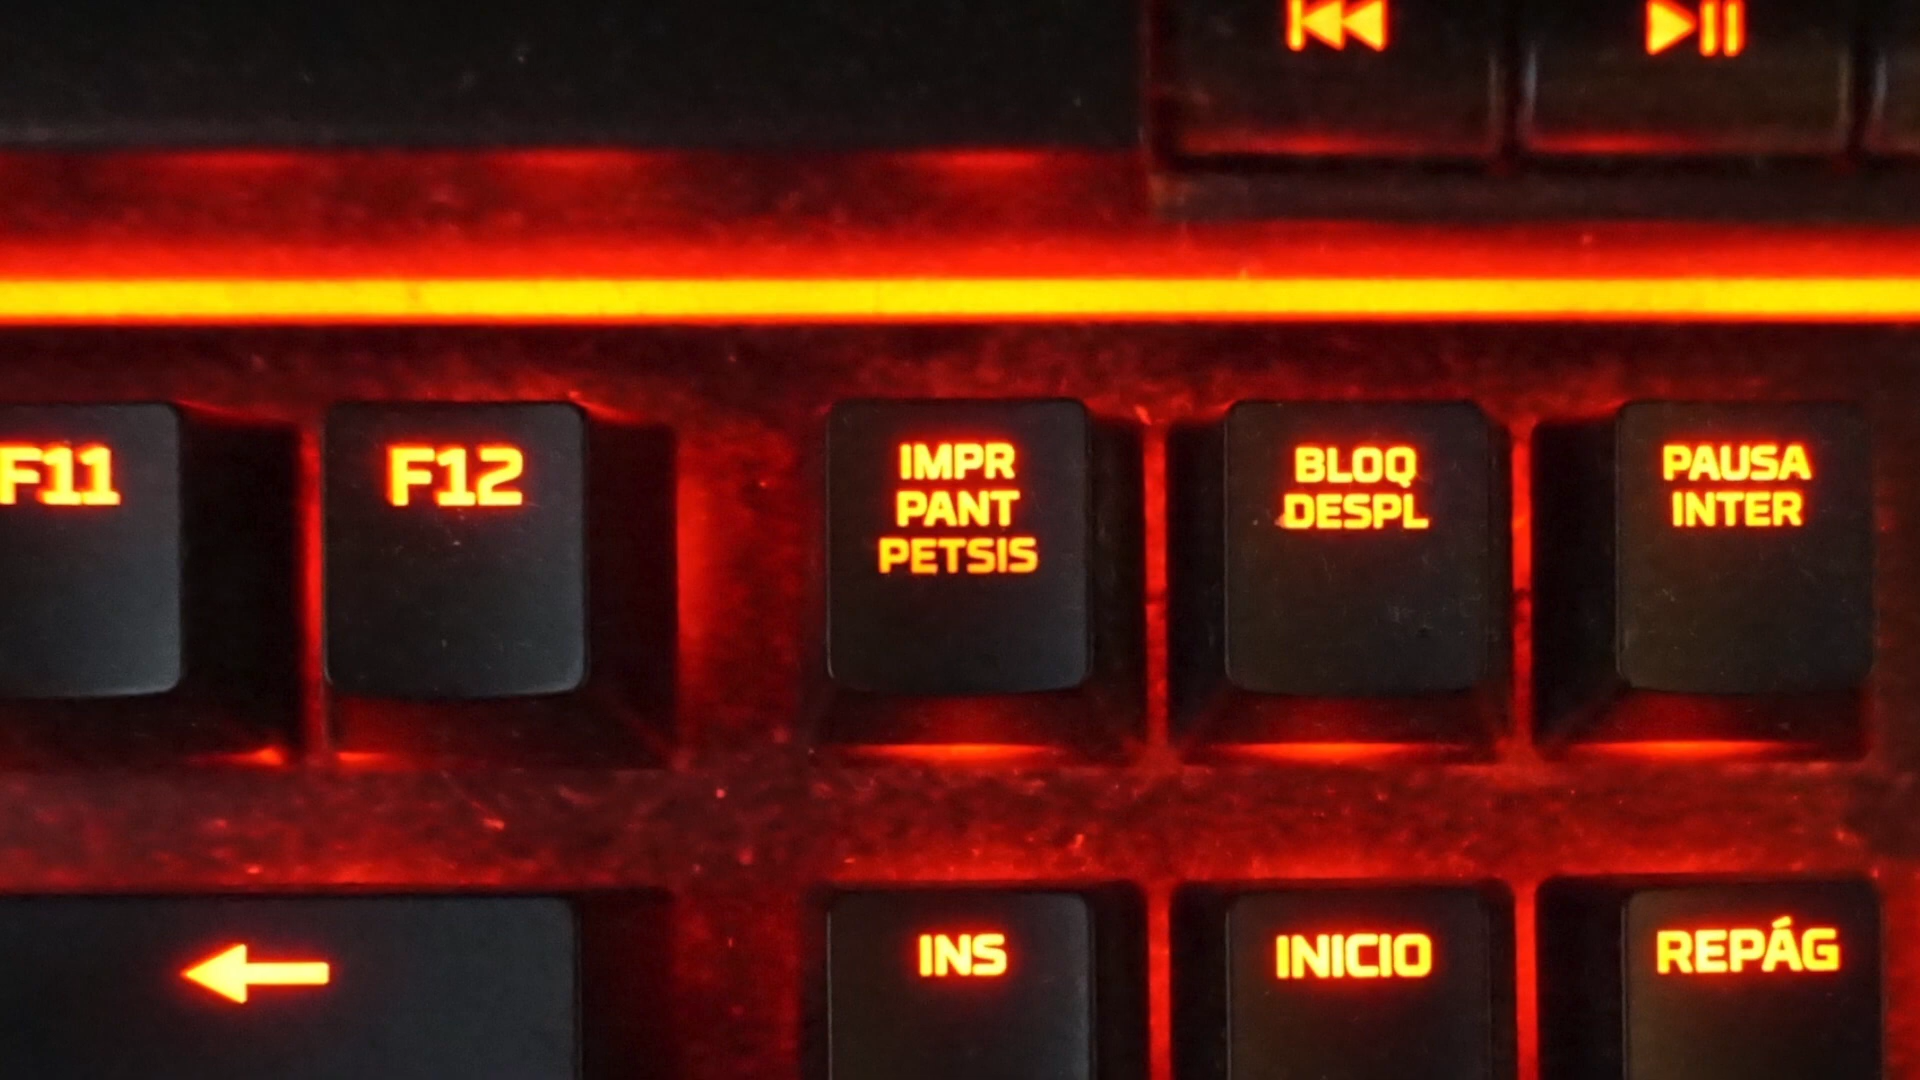 F11
F12
IMPR
PANT
PETSIS
BLOQ
DESPL
PAUSA
INTER
INS
INICIO
REPÁG